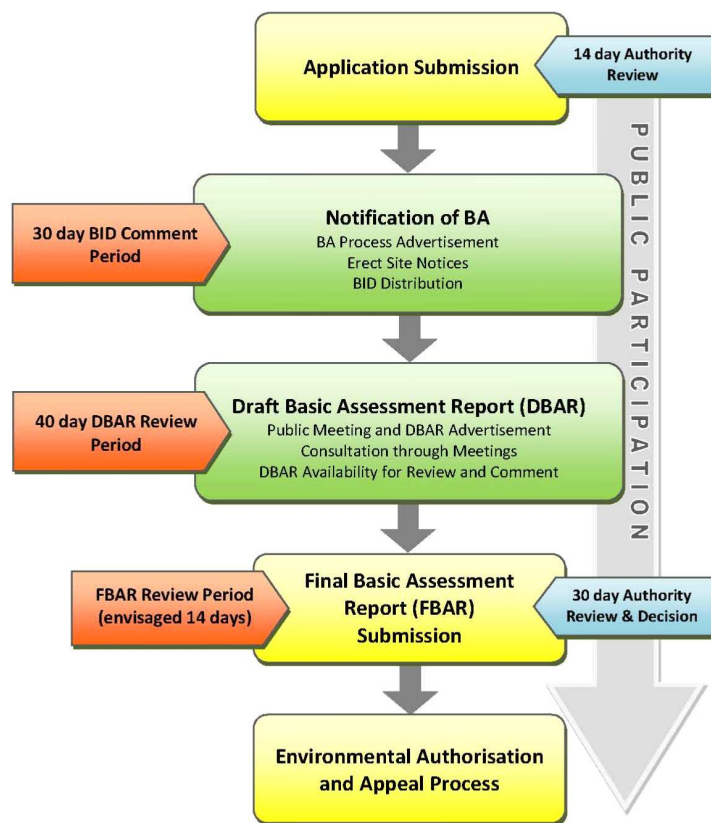 Application Submission
14 day Authority
Review
PUBLIC PARTICIPATION
30 day BID Comment
Period
Notification of BA
BA Process Advertisement
Erect Site Notices
BID Distribution
40 day DBAR Review
Period
Draft Basic Assessment Report (DBAR)
Public Meeting and DBAR Advertisement
Consultation through Meetings
DBAR Availability for Review and Comment
FBAR Review Period
(envisaged 14 days)
Final Basic Assessment
Report (FBAR)
Submission
30 day Authority
Review & Decision
Environmental Authorisation
and Appeal Process